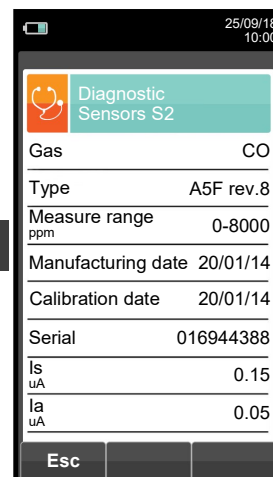 25/09/18
10:00
Diagnostic
Sensors S2
Gas CO
Type A5F rev.8
Measure range 0-8000
ppm
Manufacturing date 20/01/14
Calibration date 20/01/14
Serial 016944388
Is 0.15
uA
Ia 0.05
uA
Esc